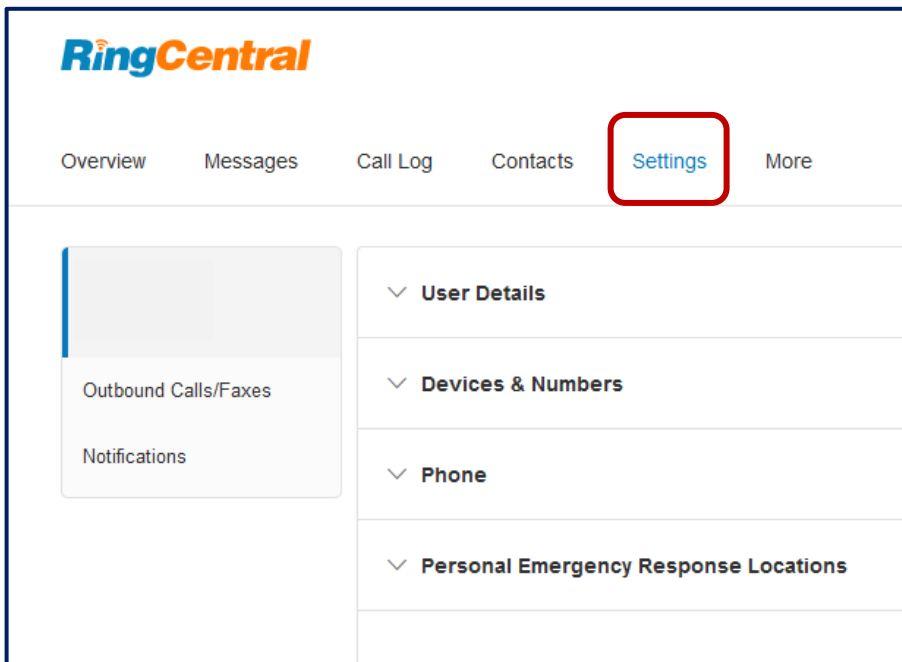 RingCentral
Overview Messages Call Log Contacts Settings More
User Details
Outbound Calls/Faxes
Devices & Numbers
Notifications
Phone
Personal Emergency Response Locations